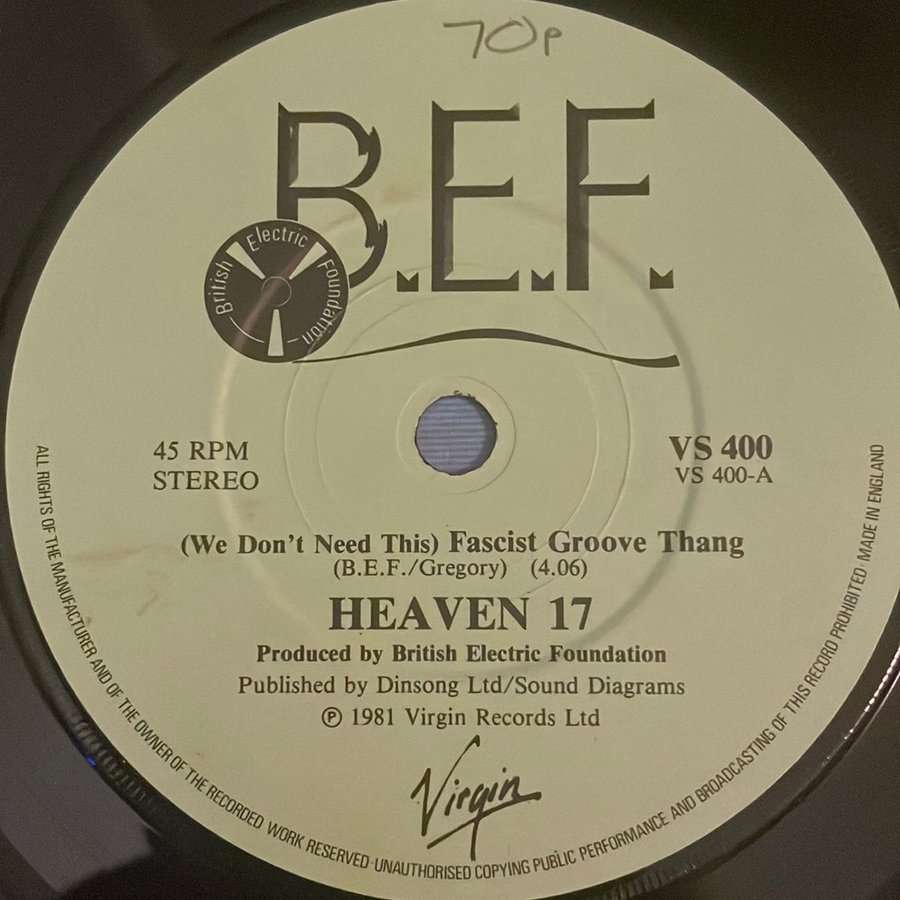 70p
B.E.F.
British Electric Foundation
45 RPM
STEREO
VS 400
VS 400-A
(We Don't Need This) Fascist Groove Thang
(B.E.F./Gregory) (4.06)
HEAVEN 17
Produced by British Electric Foundation
Published by Dinsong Ltd/Sound Diagrams
℗ 1981 Virgin Records Ltd
Virgin
ALL RIGHTS OF THE MANUFACTURER AND OF THE OWNER OF THE RECORDED WORK RESERVED·UNAUTHORISED COPYING PUBLIC PERFORMANCE AND BROADCASTING OF THIS RECORD PROHIBITED·MADE IN ENGLAND